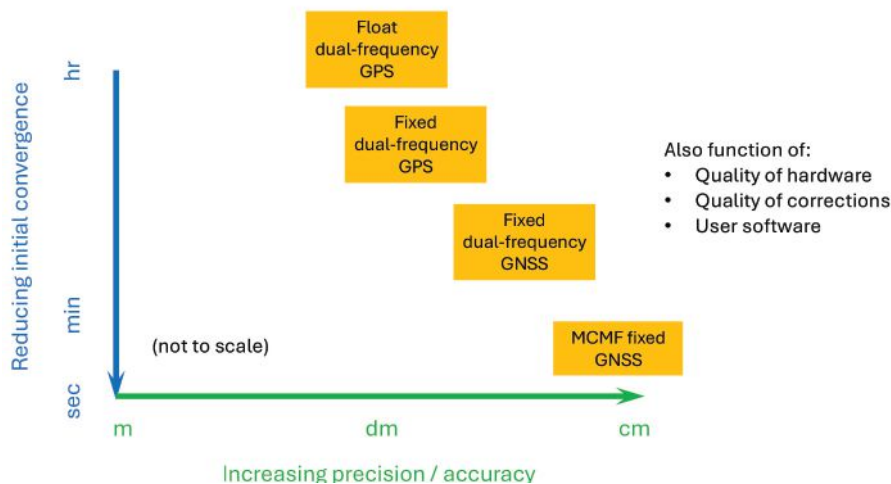 Float
dual-frequency
GPS
hr
Fixed
dual-frequency
GPS
Reducing initial convergence
Also function of:
• Quality of hardware
• Quality of corrections
• User software
Fixed
dual-frequency
GNSS
min
(not to scale)
MCMF fixed
GNSS
sec
m
dm
cm
Increasing precision / accuracy